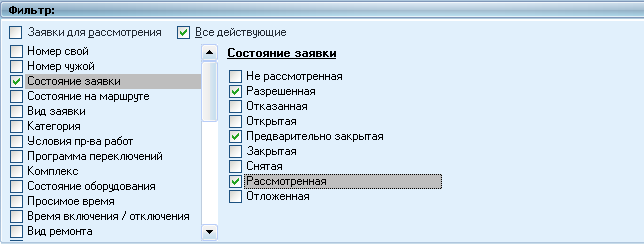 Фильтр:
Заявки для рассмотрения
Все действующие
Номер свой
Номер чужой
Состояние заявки
Состояние на маршруте
Вид заявки
Категория
Условия пр-ва работ
Программа переключений
Комплекс
Состояние оборудования
Просимое время
Время включения / отключения
Вид ремонта
Состояние заявки
Не рассмотренная
Разрешенная
Отказанная
Открытая
Предварительно закрытая
Закрытая
Снятая
Рассмотренная
Отложенная